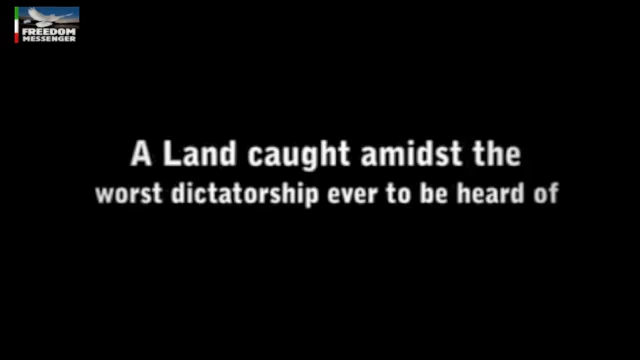 FREEDOM
MESSENGER
A Land caught amidst the
worst dictatorship ever to be heard of